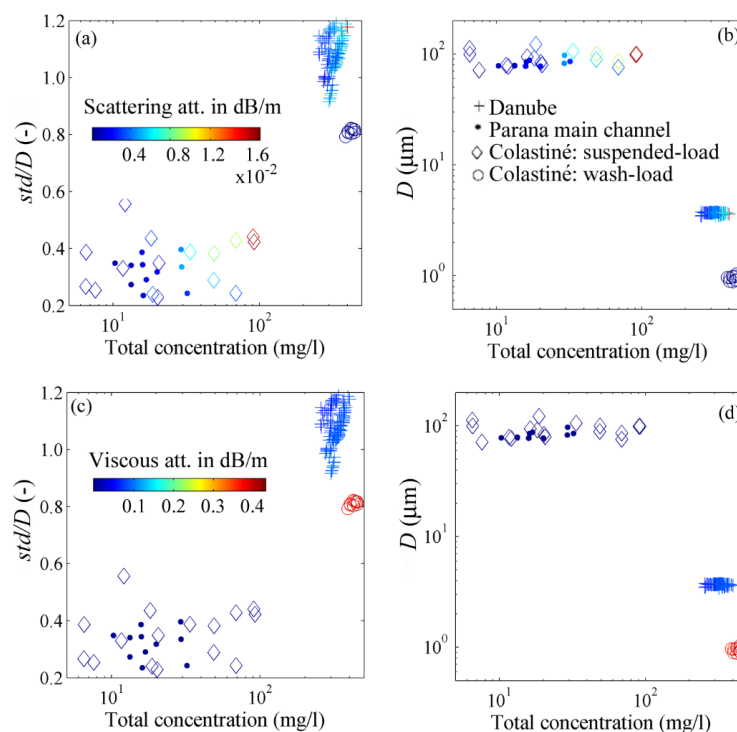 (a)
1.2
1.0
0.8
0.6
0.4
0.2
std/D (-)
Scattering att. in dB/m
0.4 0.8 1.2 1.6
x10⁻²
10¹ 10²
Total concentration (mg/l)
(b)
10²
10¹
10⁰
D (μm)
Danube
Parana main channel
Colastiné: suspended-load
Colastiné: wash-load
10¹ 10²
Total concentration (mg/l)
(c)
1.2
1.0
0.8
0.6
0.4
0.2
std/D (-)
Viscous att. in dB/m
0.1 0.2 0.3 0.4
10¹ 10²
Total concentration (mg/l)
(d)
10²
10¹
10⁰
D (μm)
10¹ 10²
Total concentration (mg/l)